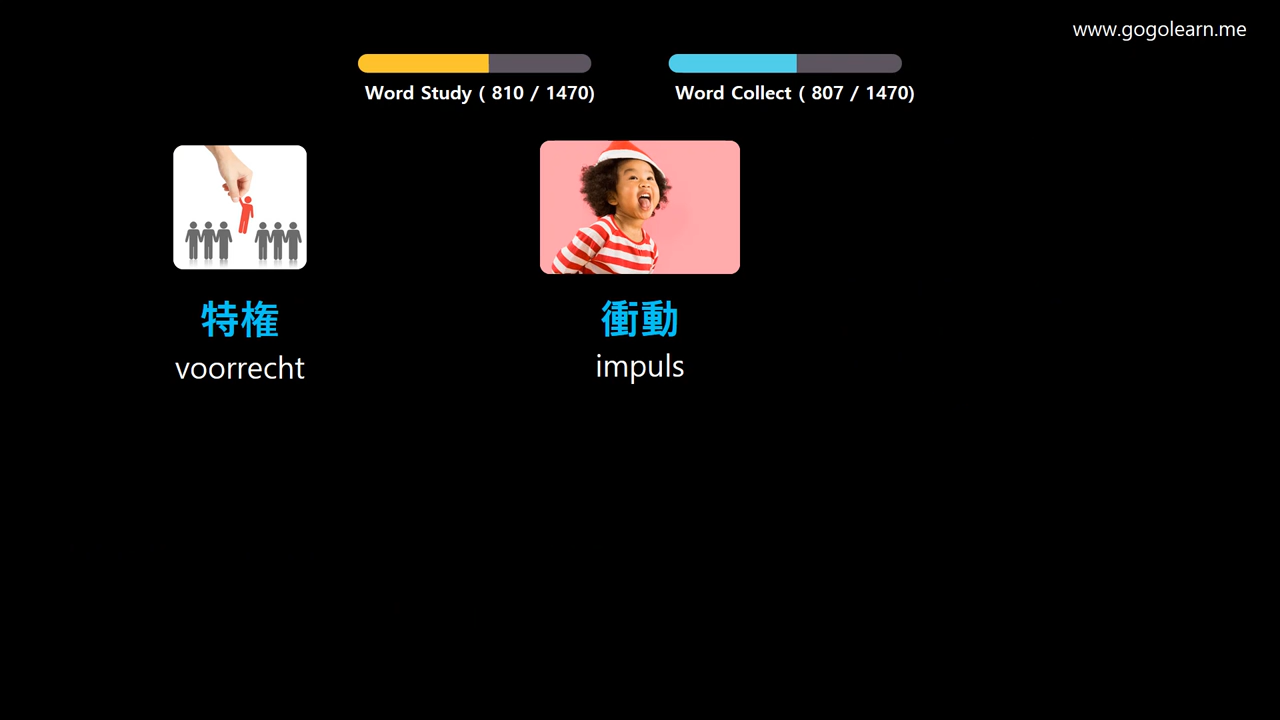 www.gogolearn.me
Word Study ( 810 / 1470)
Word Collect ( 807 / 1470)
特権
voorrecht
衝動
impuls